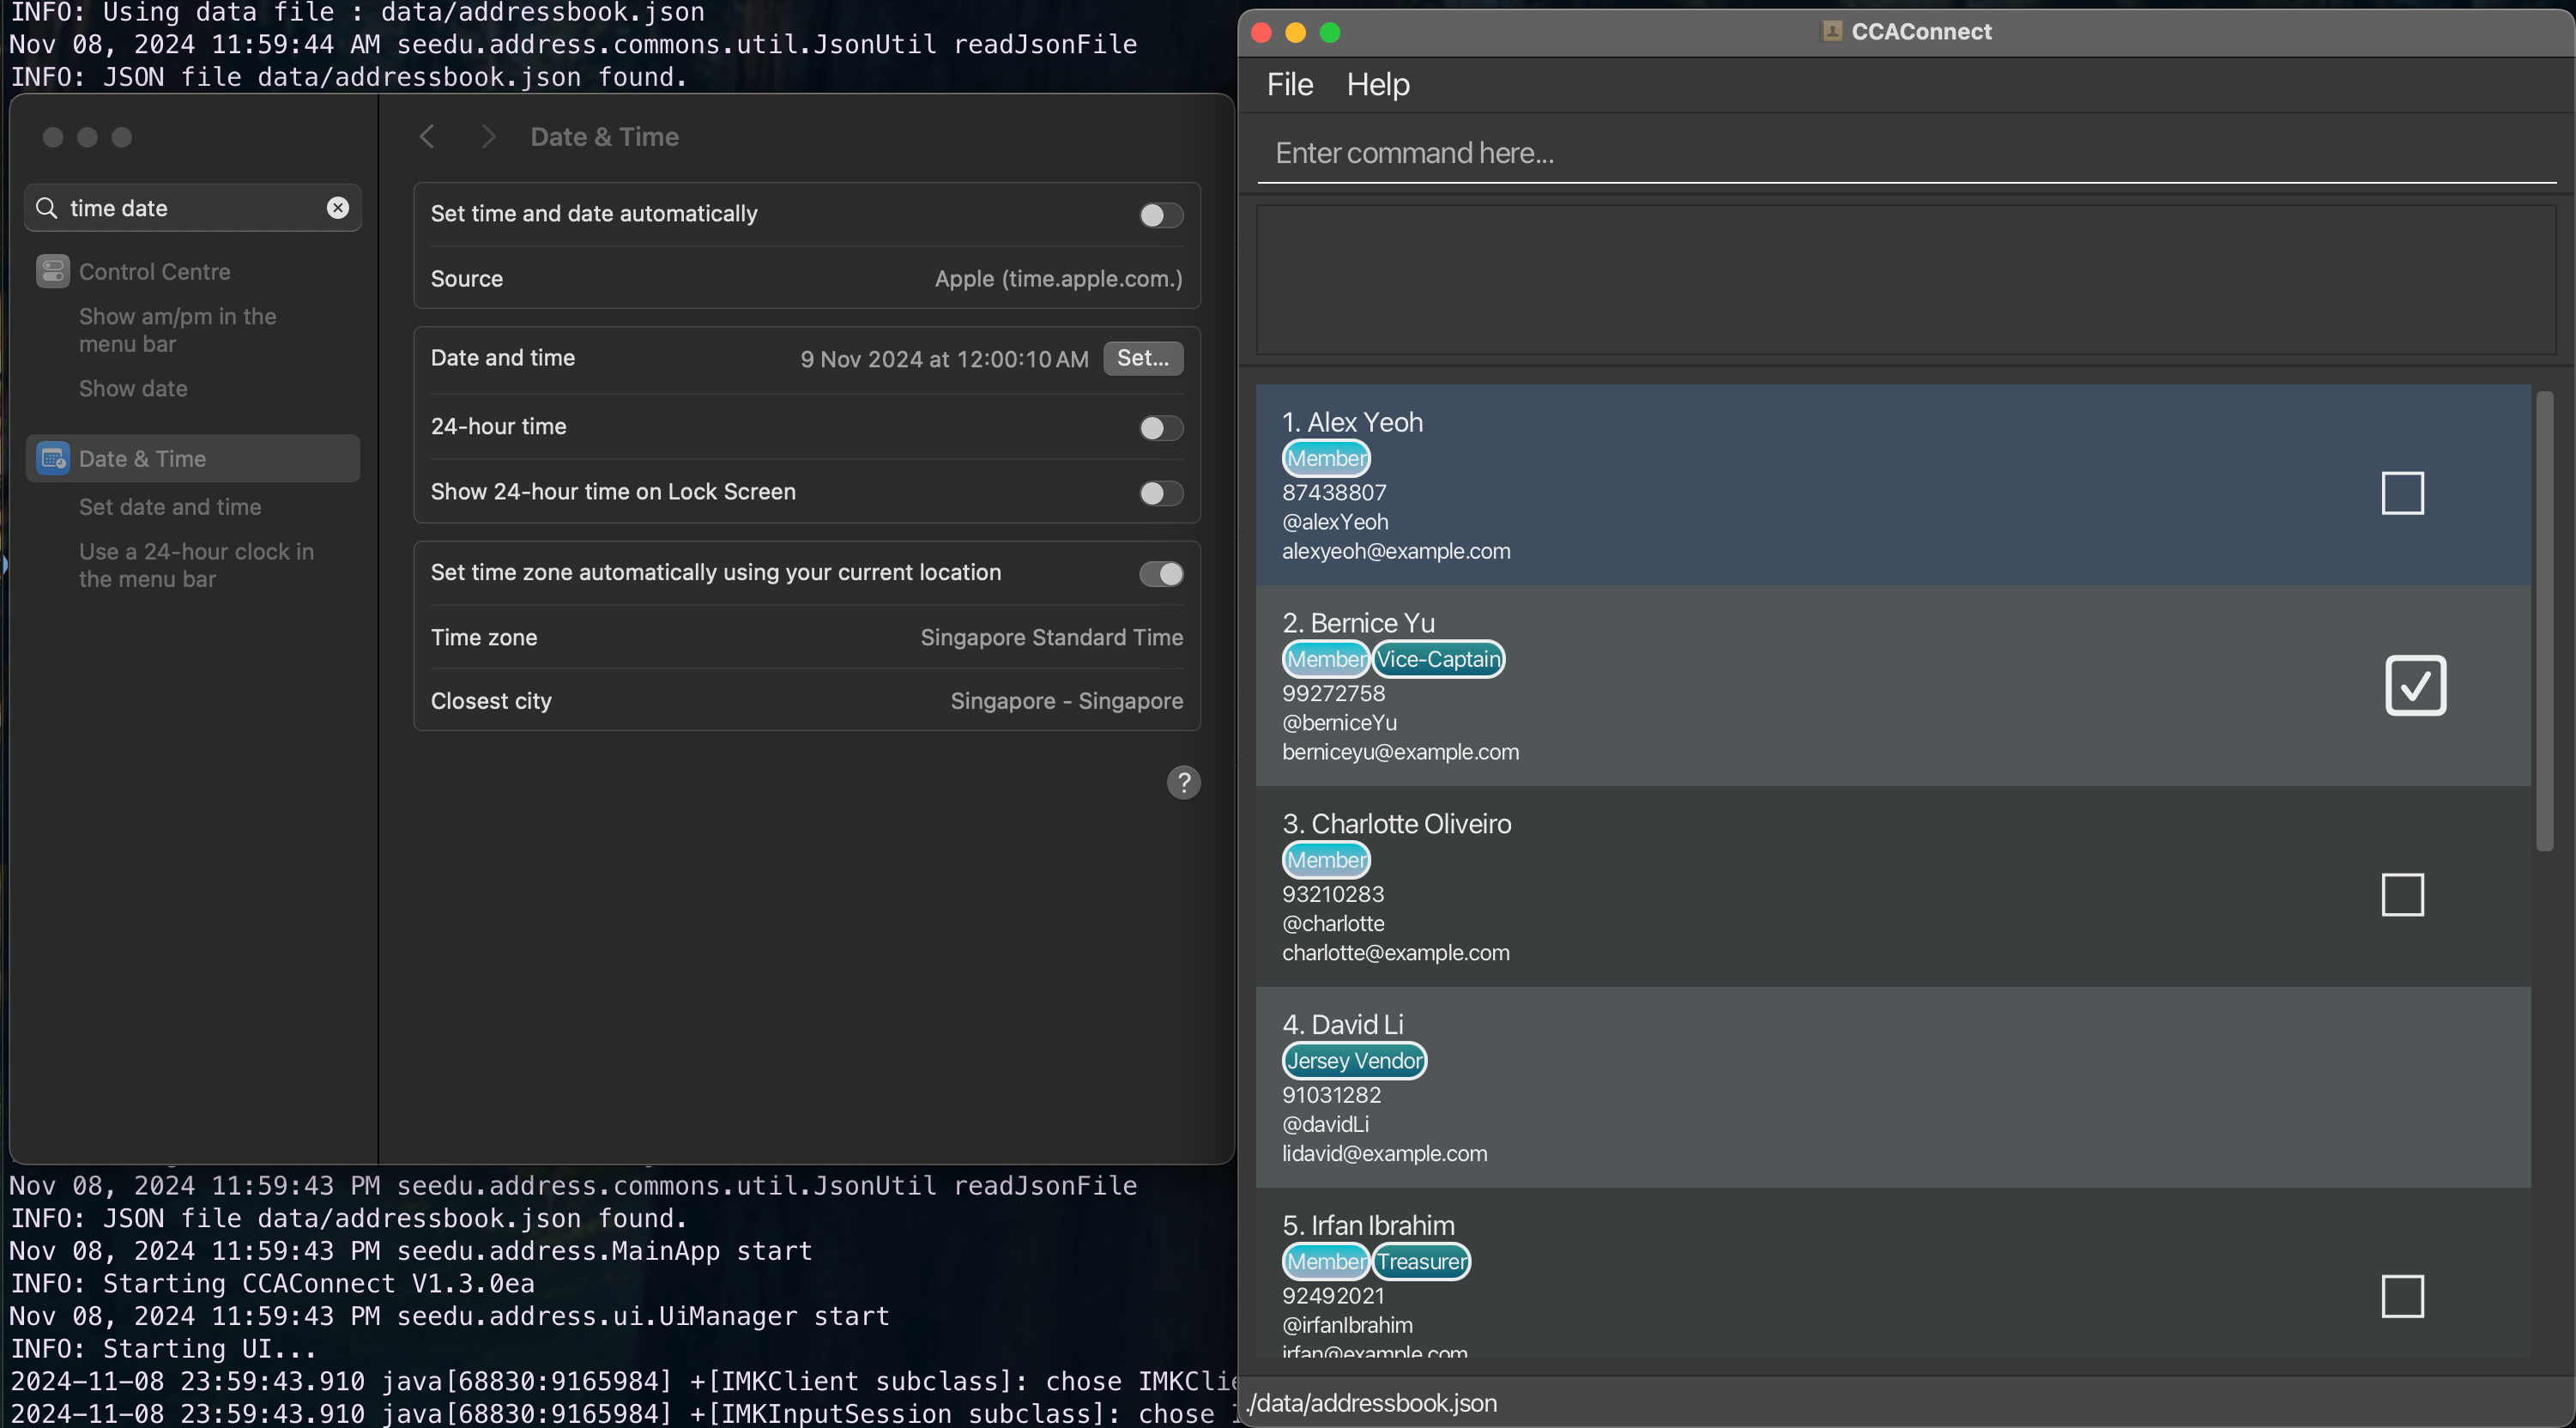 INFO: Using data file : data/addressbook.json
Nov 08, 2024 11:59:44 AM seedu.address.commons.util.JsonUtil readJsonFile
INFO: JSON file data/addressbook.json found.
time date
Control Centre
Show am/pm in the
menu bar
Show date
Date & Time
Set date and time
Use a 24-hour clock in
the menu bar
Date & Time
Set time and date automatically
Source
Apple (time.apple.com.)
Date and time
9 Nov 2024 at 12:00:10 AM
Set...
24-hour time
Show 24-hour time on Lock Screen
Set time zone automatically using your current location
Time zone
Singapore Standard Time
Closest city
Singapore - Singapore
?
Nov 08, 2024 11:59:43 PM seedu.address.commons.util.JsonUtil readJsonFile
INFO: JSON file data/addressbook.json found.
Nov 08, 2024 11:59:43 PM seedu.address.MainApp start
INFO: Starting CCAConnect V1.3.0ea
Nov 08, 2024 11:59:43 PM seedu.address.ui.UiManager start
INFO: Starting UI...
2024-11-08 23:59:43.910 java[68830:9165984] +[IMKClient subclass]: chose IMKClie
2024-11-08 23:59:43.910 java[68830:9165984] +[IMKInputSession subclass]: chose
CCAConnect
File Help
Enter command here...
1. Alex Yeoh
Member
87438807
@alexYeoh
alexyeoh@example.com
2. Bernice Yu
Member Vice-Captain
99272758
@berniceYu
berniceyu@example.com
3. Charlotte Oliveiro
Member
93210283
@charlotte
charlotte@example.com
4. David Li
Jersey Vendor
91031282
@davidLi
lidavid@example.com
5. Irfan Ibrahim
Member Treasurer
92492021
@irfanIbrahim
irfan@example.com
./data/addressbook.json